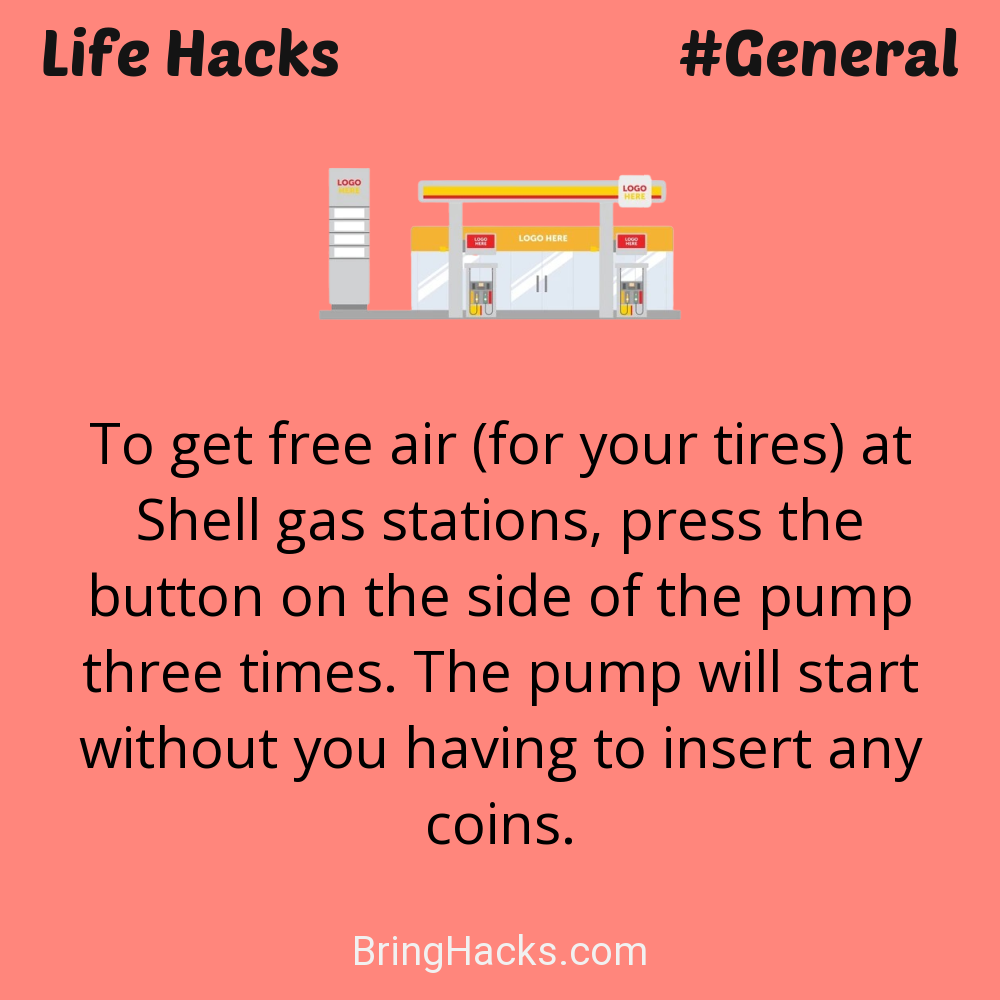 Life Hacks #General
LOGO
HERE
LOGO
HERE
LOGO
HERE
LOGO HERE
LOGO
HERE
To get free air (for your tires) at
Shell gas stations, press the
button on the side of the pump
three times. The pump will start
without you having to insert any
coins.
BringHacks.com